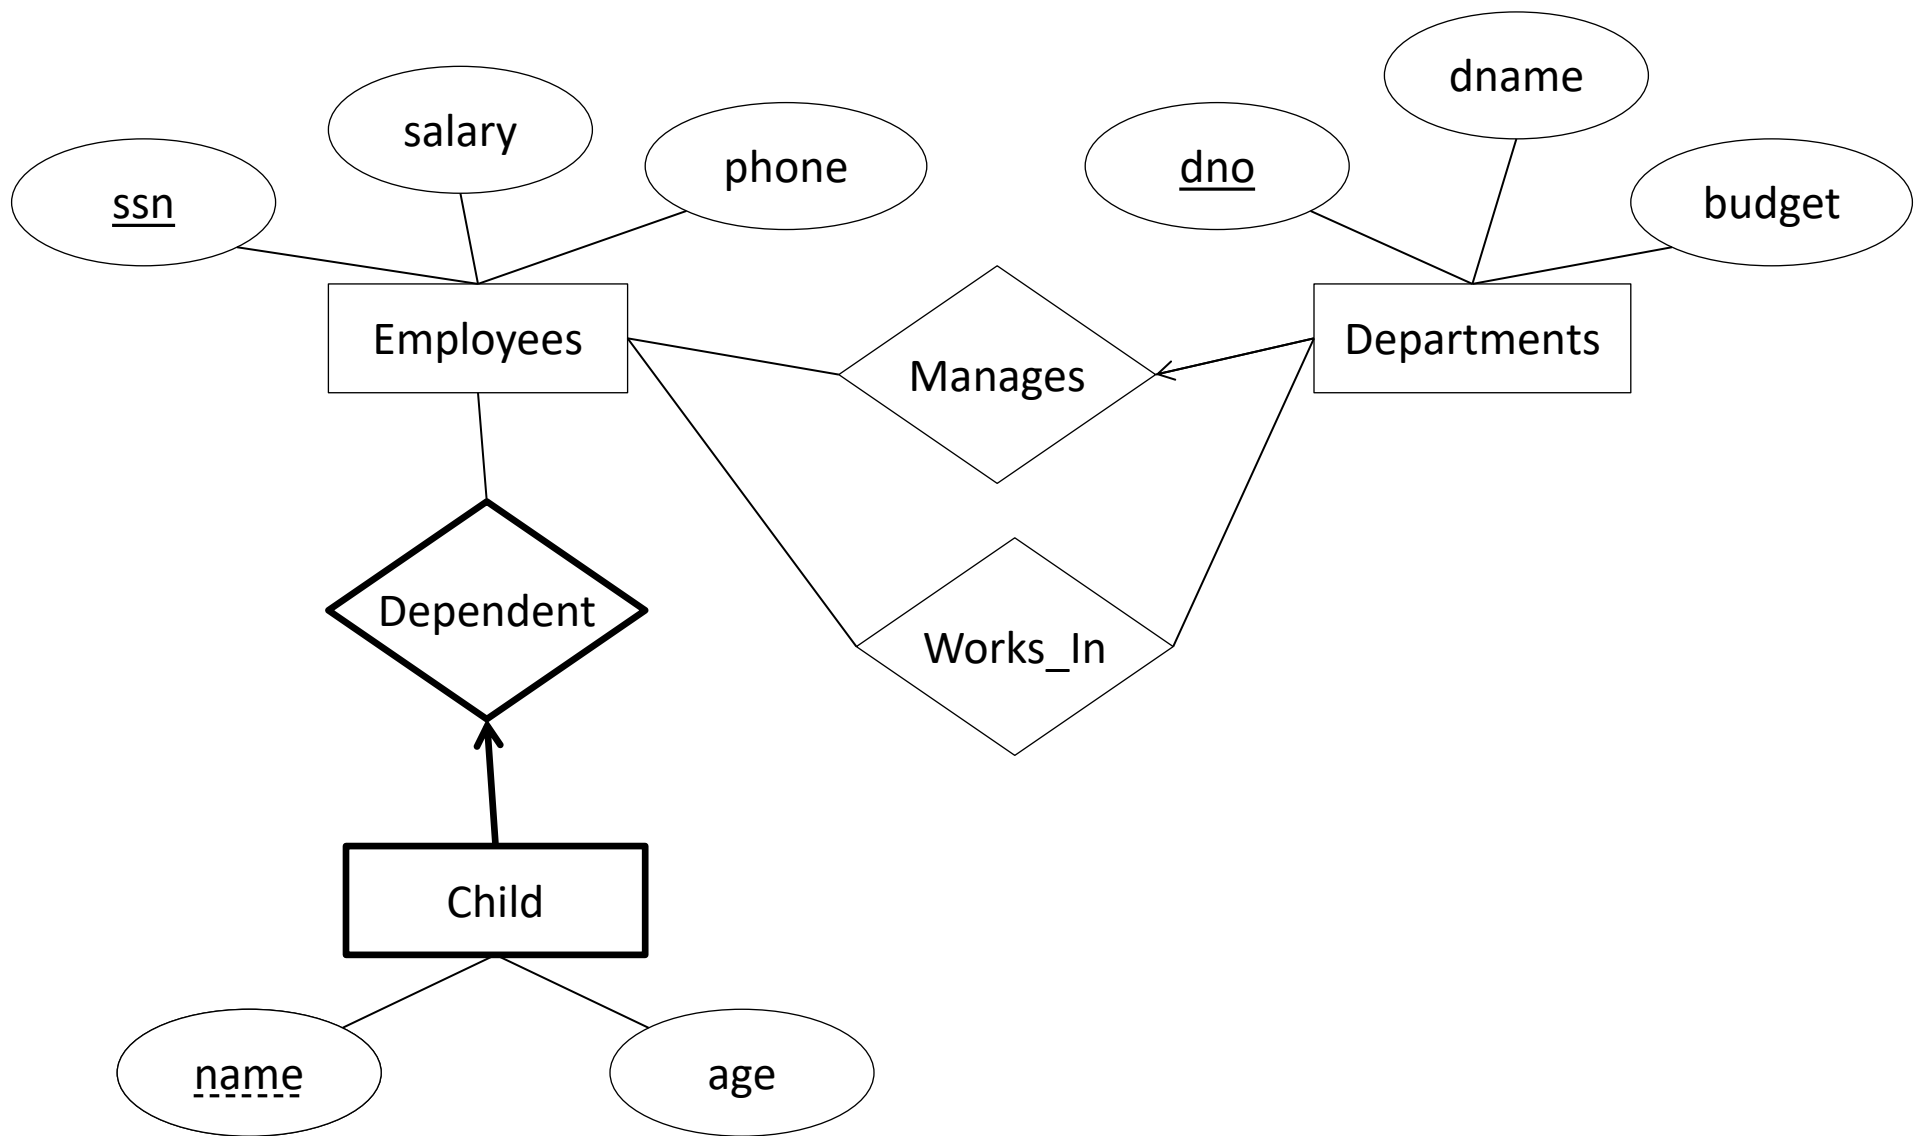 dname
salary
phone
dno
ssn
budget
Employees
Manages
Departments
Dependent
Works_In
Child
name
age